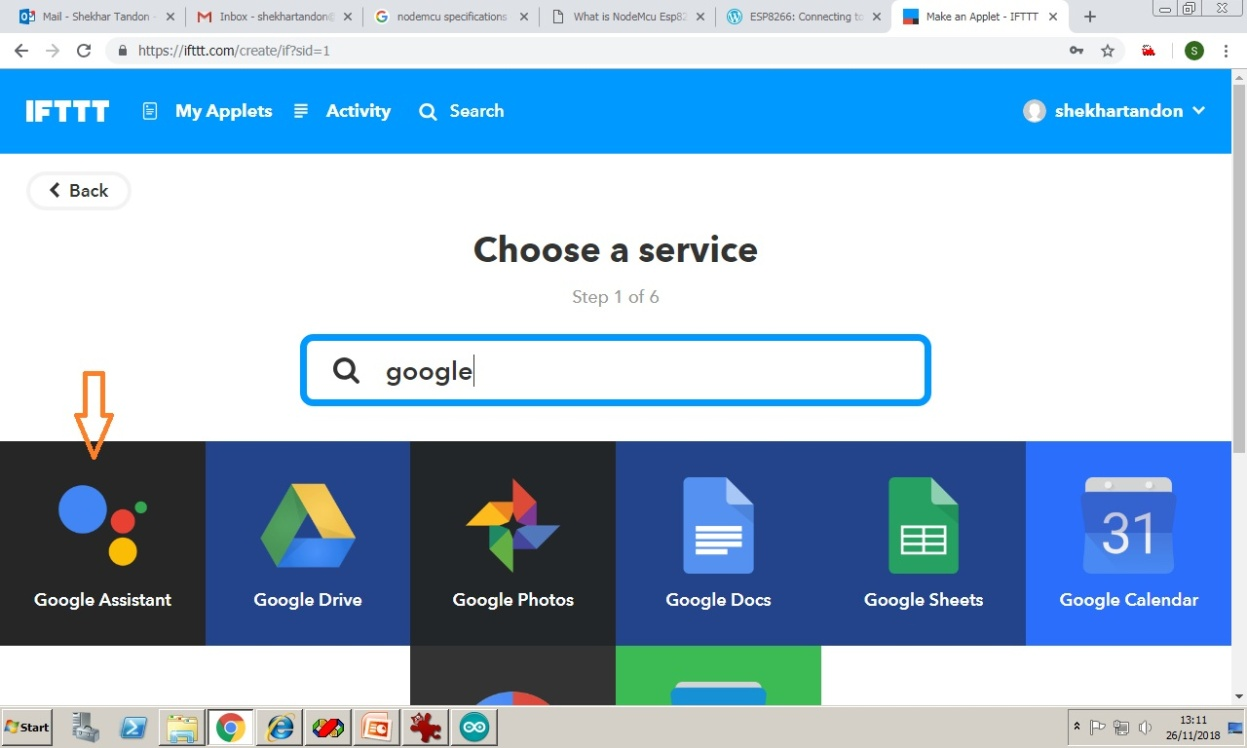 Mail - Shekhar Tandon -
Inbox - shekhartandon@
nodemcu specifications
What is NodeMcu Esp82
ESP8266: Connecting to
Make an Applet - IFTTT
https://ifttt.com/create/if?sid=1
S
IFTTT
My Applets
Activity
Search
shekhartandon
Back
Choose a service
Step 1 of 6
google
31
Google Assistant
Google Drive
Google Photos
Google Docs
Google Sheets
Google Calendar
Start
13:11
26/11/2018